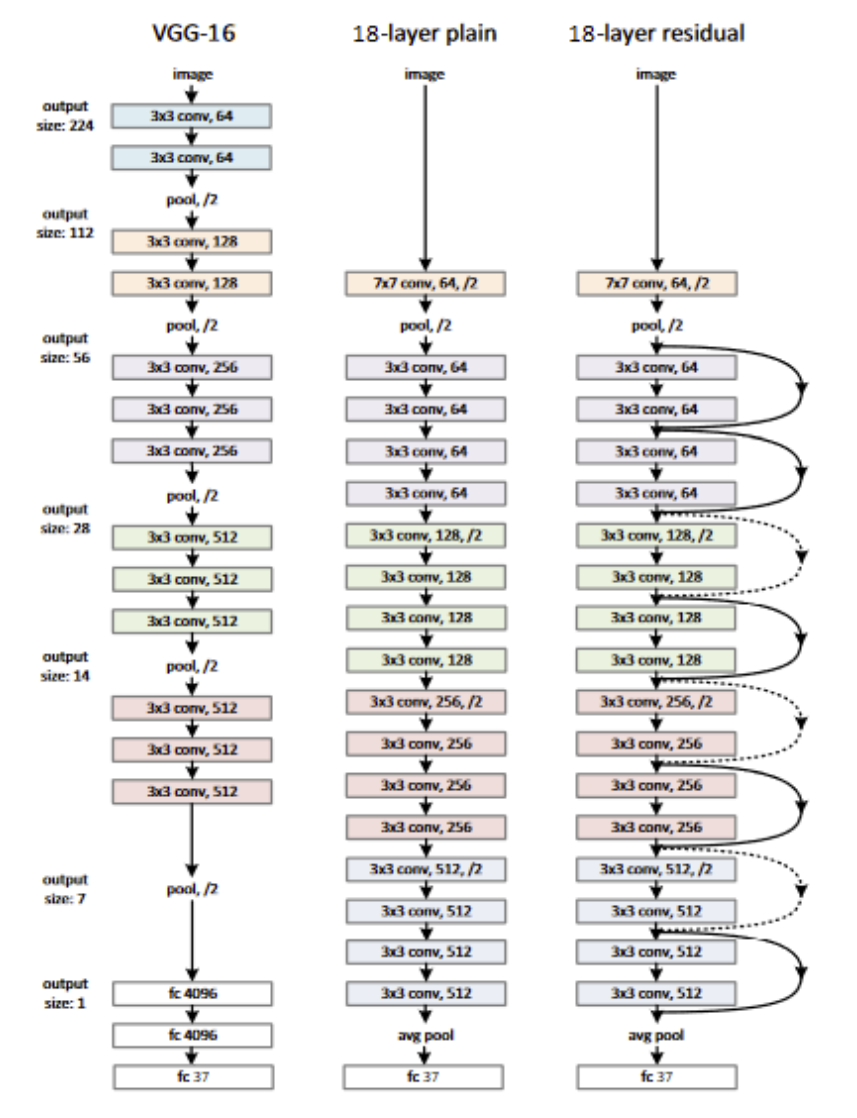 VGG-16
18-layer plain
18-layer residual
image
image
image
output
size: 224
3x3 conv, 64
3x3 conv, 64
pool, /2
output
size: 112
3x3 conv, 128
3x3 conv, 128
7x7 conv, 64, /2
7x7 conv, 64, /2
pool, /2
pool, /2
pool, /2
output
size: 56
3x3 conv, 256
3x3 conv, 64
3x3 conv, 64
3x3 conv, 256
3x3 conv, 64
3x3 conv, 64
3x3 conv, 256
3x3 conv, 64
3x3 conv, 64
pool, /2
3x3 conv, 64
3x3 conv, 64
output
size: 28
3x3 conv, 512
3x3 conv, 128, /2
3x3 conv, 128, /2
3x3 conv, 512
3x3 conv, 128
3x3 conv, 128
3x3 conv, 512
3x3 conv, 128
3x3 conv, 128
output
size: 14
pool, /2
3x3 conv, 128
3x3 conv, 128
3x3 conv, 512
3x3 conv, 256, /2
3x3 conv, 256, /2
3x3 conv, 512
3x3 conv, 256
3x3 conv, 256
3x3 conv, 512
3x3 conv, 256
3x3 conv, 256
3x3 conv, 256
3x3 conv, 256
output
size: 7
pool, /2
3x3 conv, 512, /2
3x3 conv, 512, /2
3x3 conv, 512
3x3 conv, 512
3x3 conv, 512
3x3 conv, 512
output
size: 1
fc 4096
3x3 conv, 512
3x3 conv, 512
fc 4096
avg pool
avg pool
fc 37
fc 37
fc 37